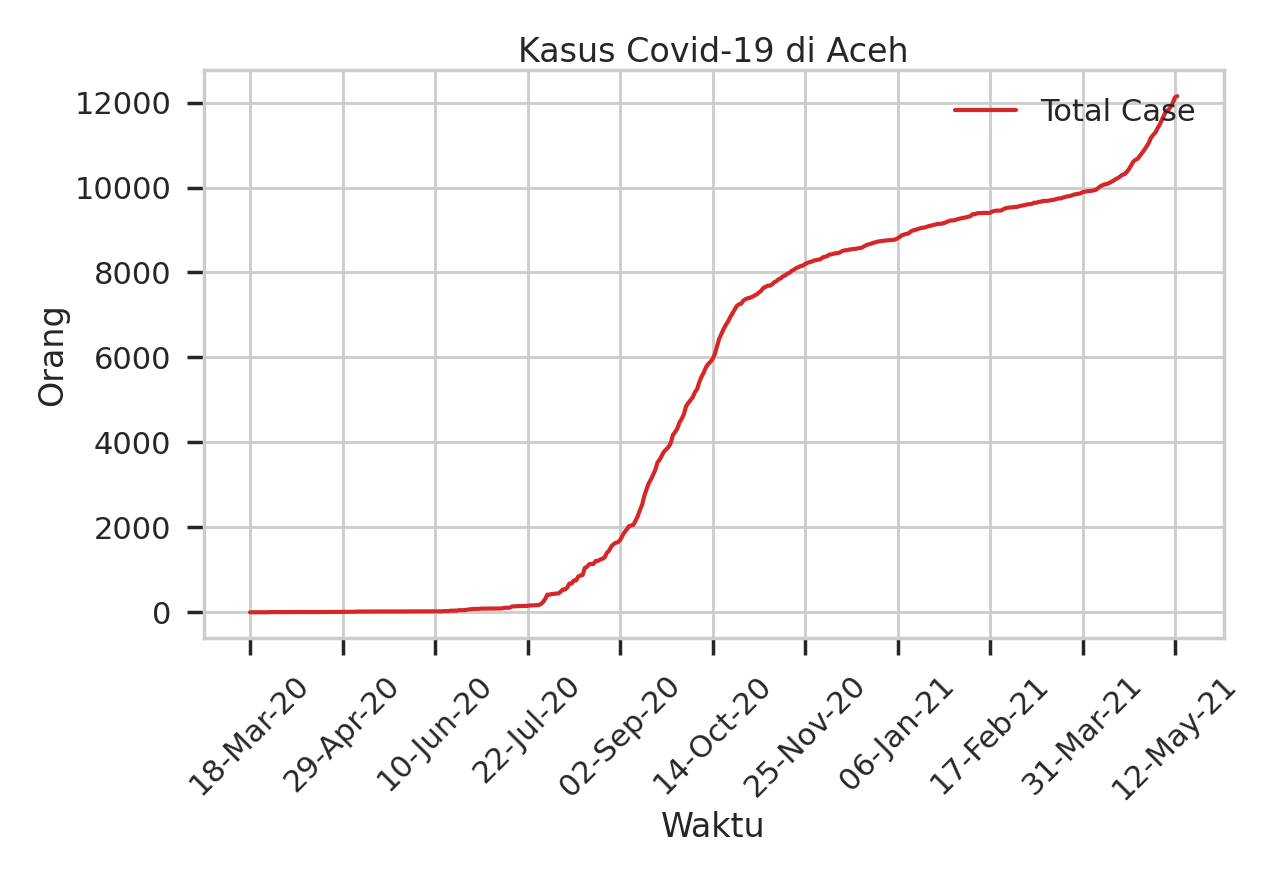 Kasus Covid-19 di Aceh
Total Case
12000
10000
8000
6000
4000
2000
0
Orang
18-Mar-20
29-Apr-20
10-Jun-20
22-Jul-20
02-Sep-20
14-Oct-20
25-Nov-20
06-Jan-21
17-Feb-21
31-Mar-21
12-May-21
Waktu